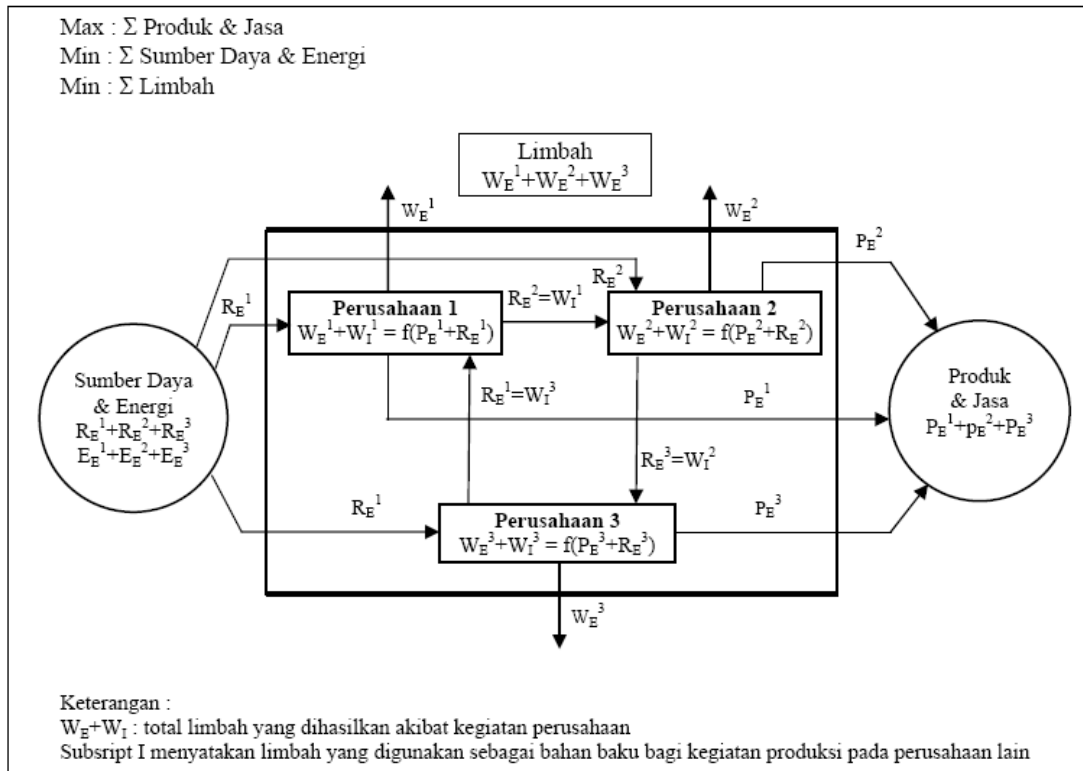 Max : Σ Produk & Jasa
Min : Σ Sumber Daya & Energi
Min : Σ Limbah
Limbah
W_E^1+W_E^2+W_E^3
W_E^1
W_E^2
P_E^2
R_E^2
R_E^1
Perusahaan 1
W_E^1+W_I^1 = f(P_E^1+R_E^1)
R_E^2=W_I^1
Perusahaan 2
W_E^2+W_I^2 = f(P_E^2+R_E^2)
Sumber Daya
& Energi
R_E^1+R_E^2+R_E^3
E_E^1+E_E^2+E_E^3
R_E^1=W_I^3
P_E^1
Produk
& Jasa
P_E^1+p_E^2+P_E^3
R_E^3=W_I^2
R_E^1
Perusahaan 3
W_E^3+W_I^3 = f(P_E^3+R_E^3)
P_E^3
W_E^3
Keterangan :
W_E+W_I : total limbah yang dihasilkan akibat kegiatan perusahaan
Subsript I menyatakan limbah yang digunakan sebagai bahan baku bagi kegiatan produksi pada perusahaan lain